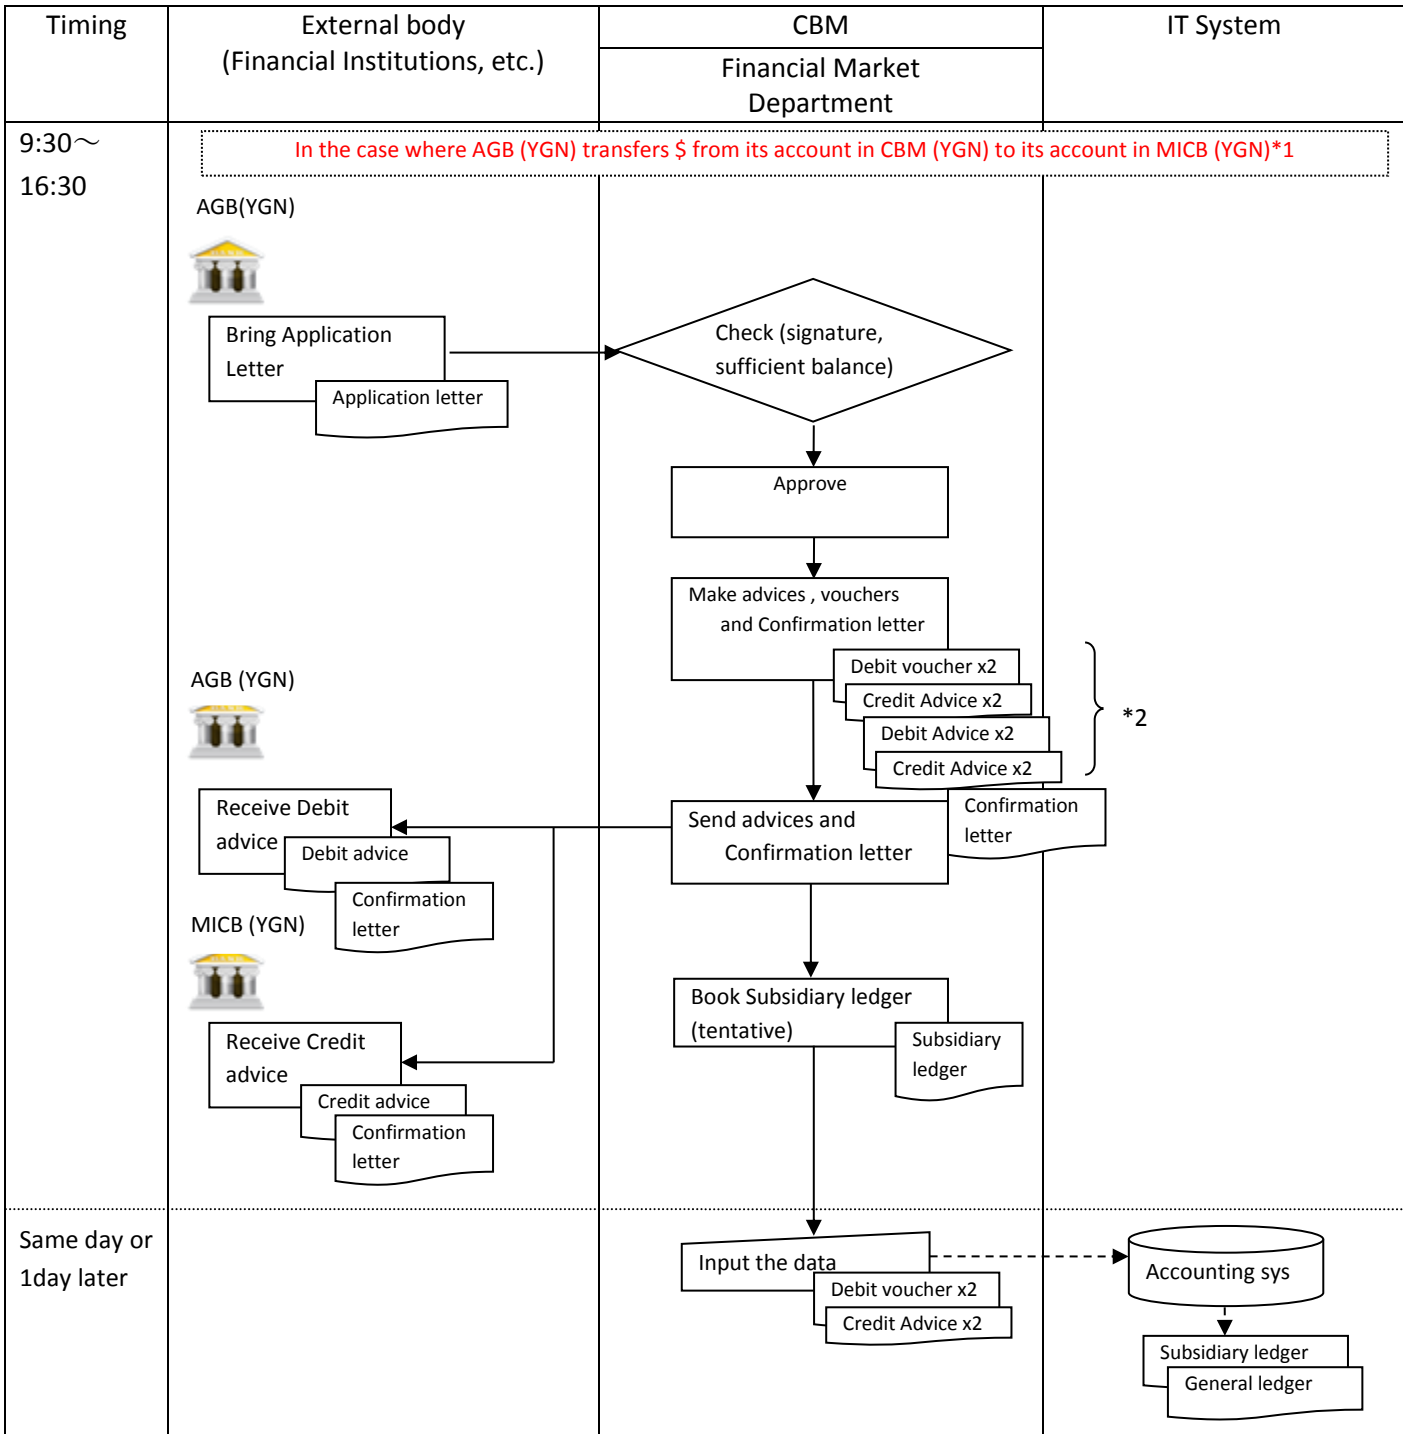 Timing
External body
(Financial Institutions, etc.)
CBM
IT System
Financial Market
Department
9:30～
16:30
In the case where AGB (YGN) transfers $ from its account in CBM (YGN) to its account in MICB (YGN)*1
AGB(YGN)
Bring Application
Letter
Application letter
Check (signature,
sufficient balance)
Approve
Make advices , vouchers
and Confirmation letter
Debit voucher x2
Credit Advice x2
Debit Advice x2
Credit Advice x2
*2
Confirmation
letter
AGB (YGN)
Receive Debit
advice
Debit advice
Confirmation
letter
Send advices and
Confirmation letter
MICB (YGN)
Receive Credit
advice
Credit advice
Confirmation
letter
Book Subsidiary ledger
(tentative)
Subsidiary
ledger
Same day or
1day later
Input the data
Debit voucher x2
Credit Advice x2
Accounting sys
Subsidiary ledger
General ledger